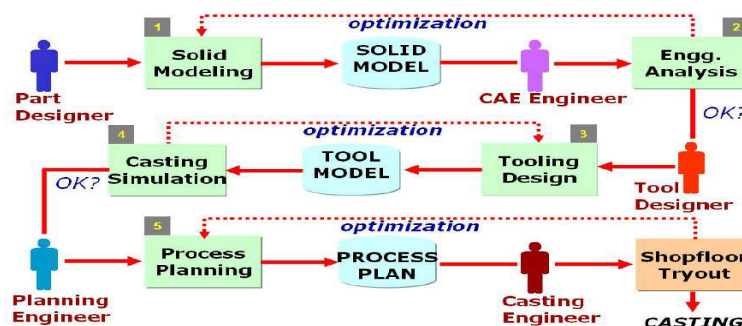 optimization
1
2
Solid
Modeling
SOLID
MODEL
Engg.
Analysis
Part
Designer
CAE Engineer
OK?
optimization
4
3
Casting
Simulation
TOOL
MODEL
Tooling
Design
OK?
Tool
Designer
optimization
5
Process
Planning
PROCESS
PLAN
Shopfloor
Tryout
Planning
Engineer
Casting
Engineer
CASTING